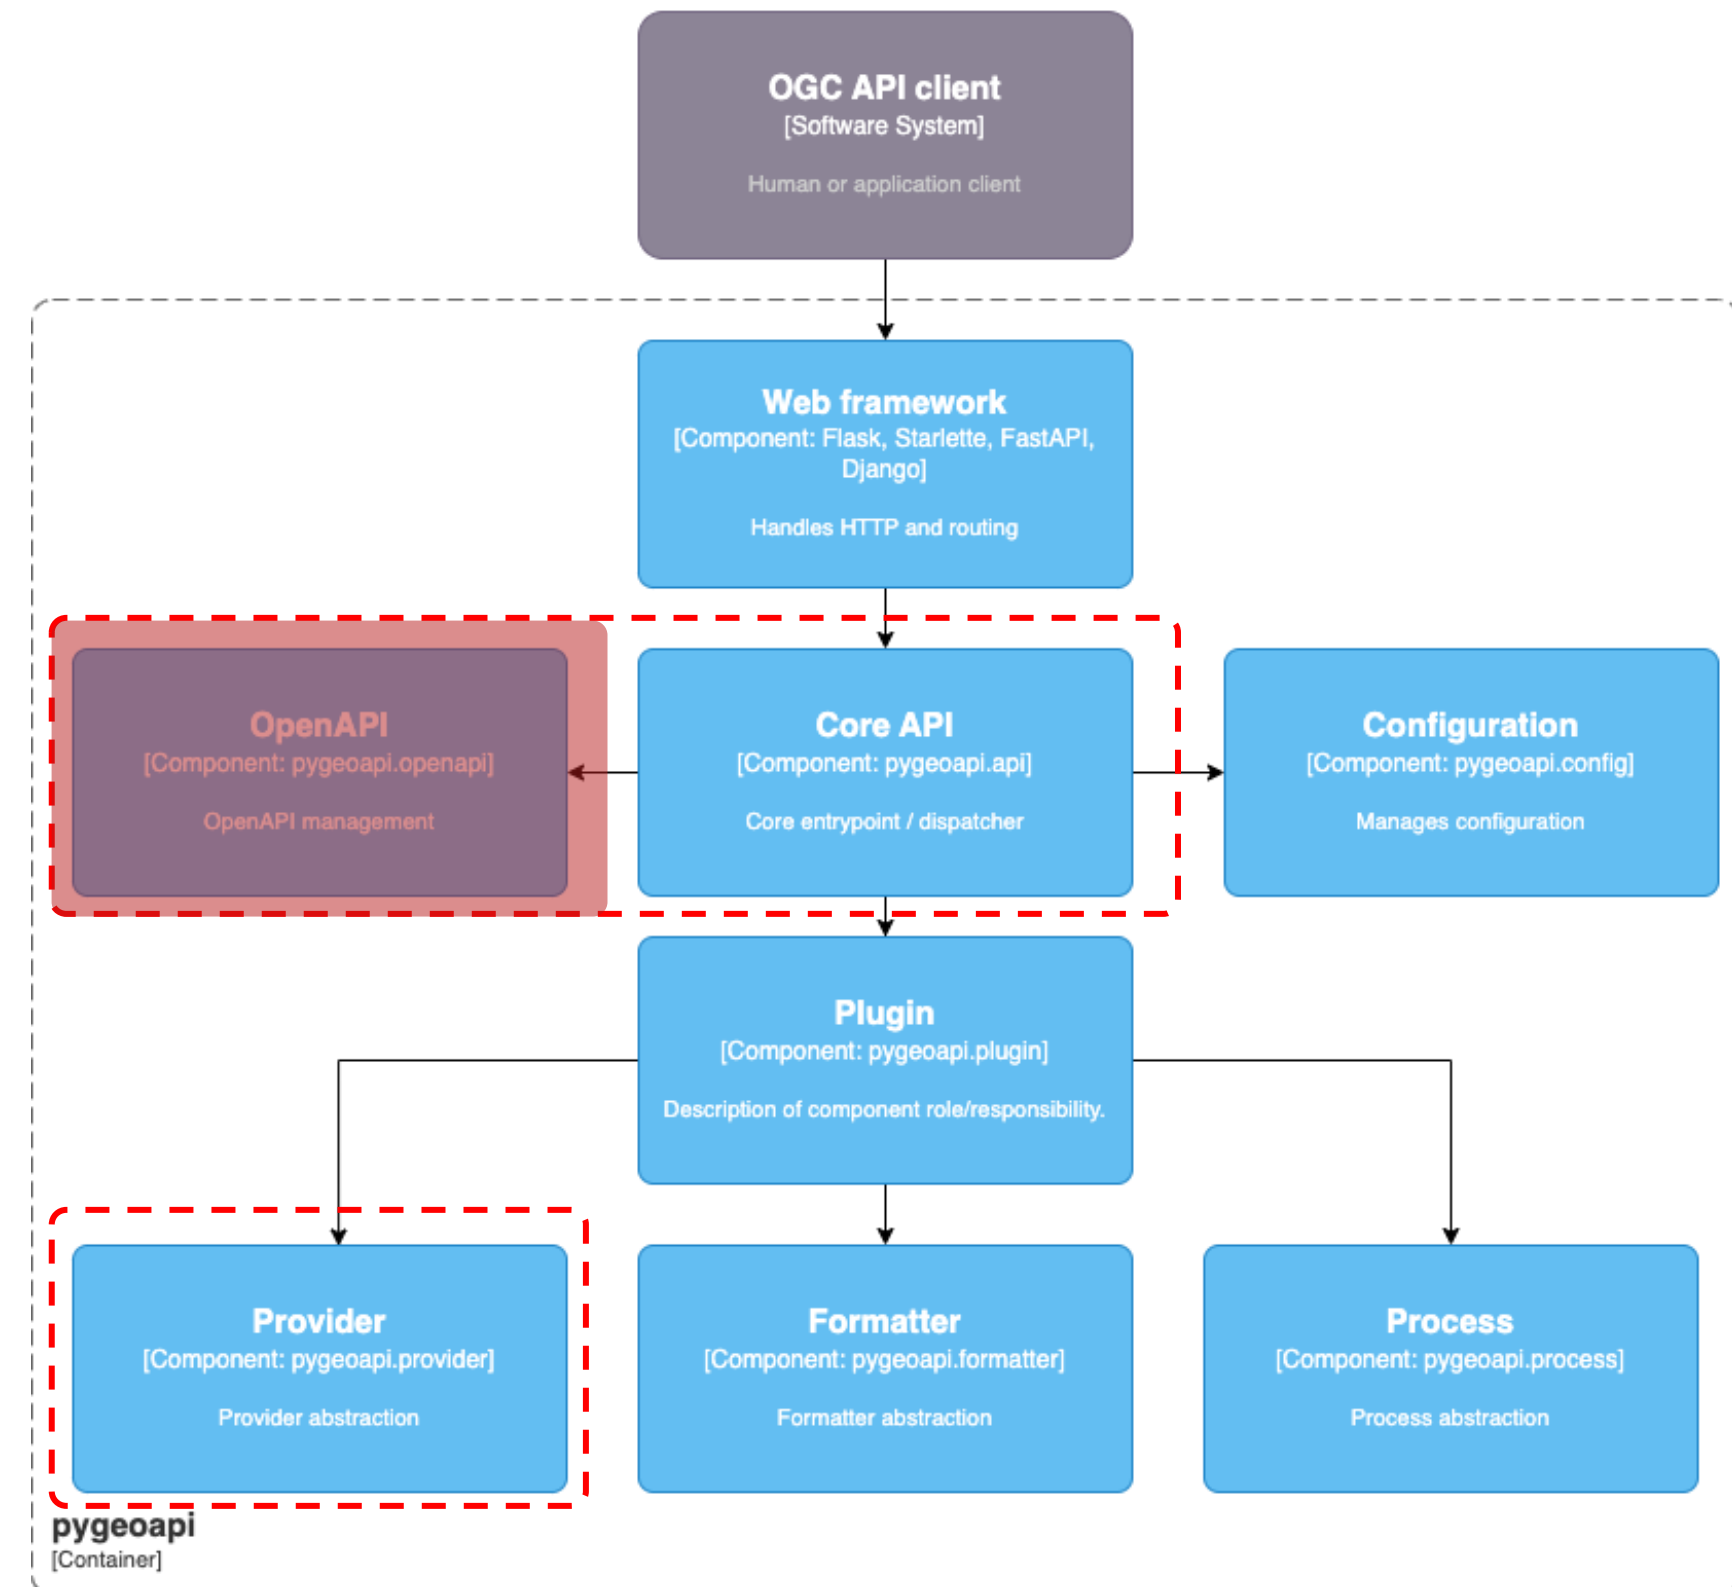 OGC API client
[Software System]
Human or application client
Web framework
[Component: Flask, Starlette, FastAPI,
Django]
Handles HTTP and routing
OpenAPI
[Component: pygeoapi.openapi]
OpenAPI management
Core API
[Component: pygeoapi.api]
Core entrypoint / dispatcher
Configuration
[Component: pygeoapi.config]
Manages configuration
Plugin
[Component: pygeoapi.plugin]
Description of component role/responsibility.
Provider
[Component: pygeoapi.provider]
Provider abstraction
Formatter
[Component: pygeoapi.formatter]
Formatter abstraction
Process
[Component: pygeoapi.process]
Process abstraction
pygeoapi
[Container]